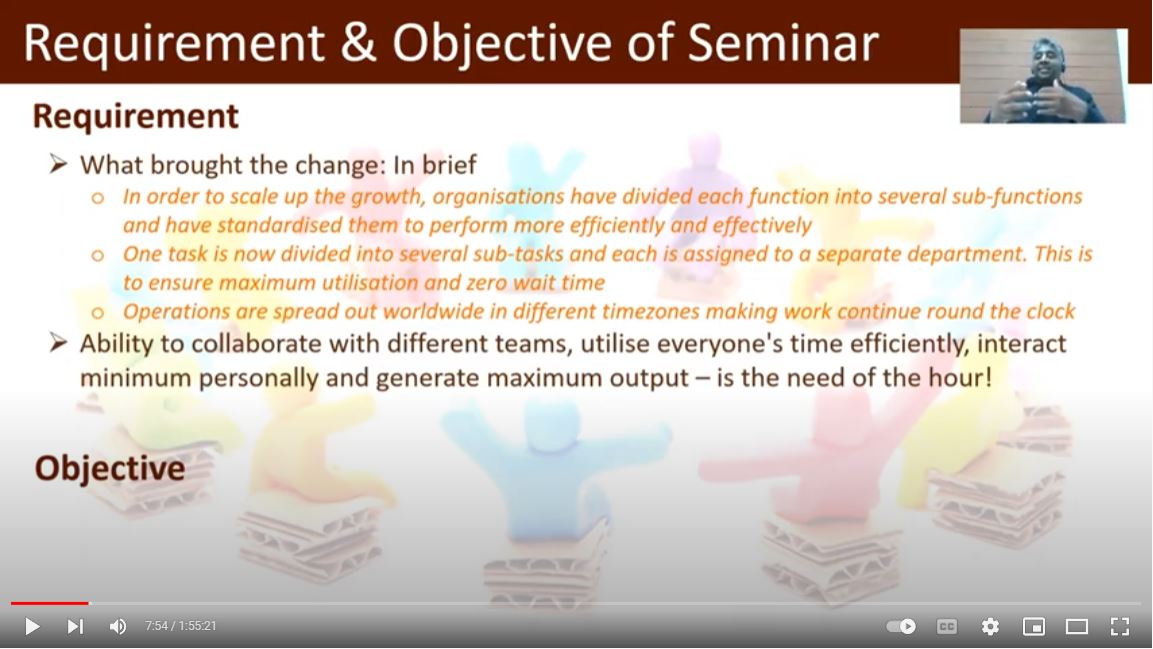 Requirement & Objective of Seminar
Requirement
➢ What brought the change: In brief
o In order to scale up the growth, organisations have divided each function into several sub-functions
and have standardised them to perform more efficiently and effectively
o One task is now divided into several sub-tasks and each is assigned to a separate department. This is
to ensure maximum utilisation and zero wait time
o Operations are spread out worldwide in different timezones making work continue round the clock
➢ Ability to collaborate with different teams, utilise everyone's time efficiently, interact
minimum personally and generate maximum output – is the need of the hour!
Objective
7:54 / 1:55:21
CC